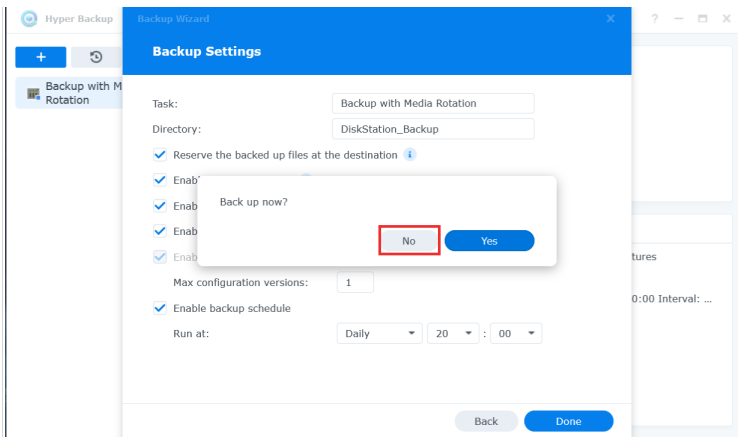 Hyper Backup
Backup Wizard
Backup Settings
Backup with M
Rotation
Task: Backup with Media Rotation
Directory: DiskStation_Backup
Reserve the backed up files at the destination
Enab
Enab
Enab
Enab
Back up now?
No Yes
Max configuration versions: 1
Enable backup schedule
Run at: Daily 20 : 00
Back Done
tures
0:00 Interval: ...